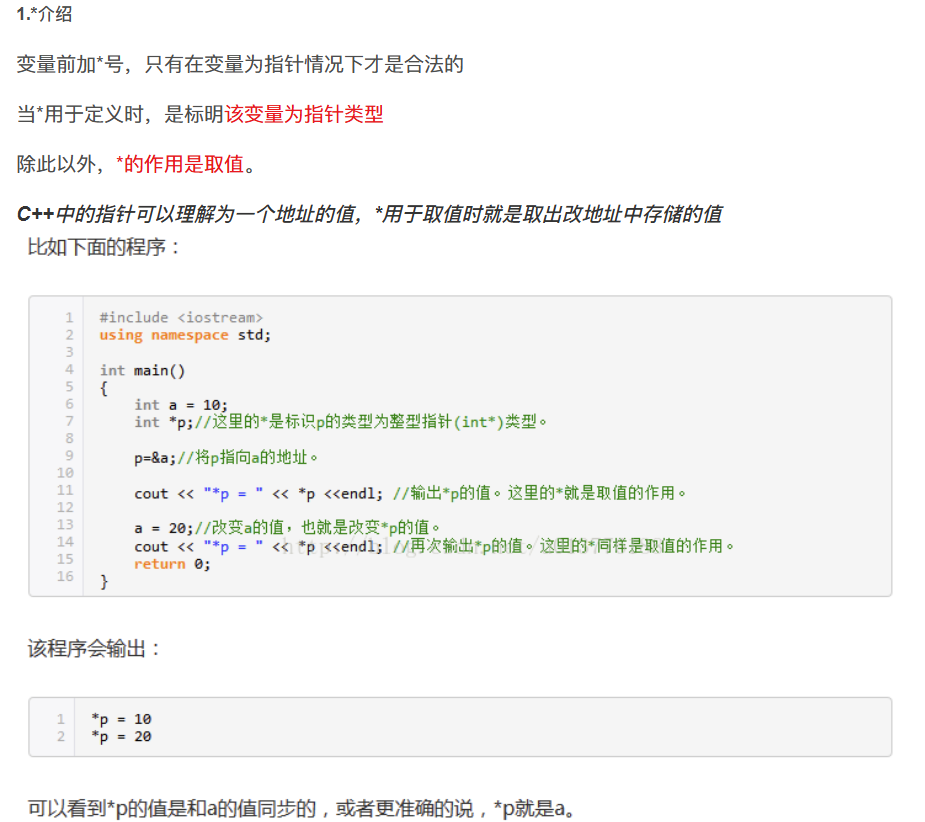 1.*介绍
变量前加*号，只有在变量为指针情况下才是合法的
当*用于定义时，是标明该变量为指针类型
除此以外，*的作用是取值。
C++中的指针可以理解为一个地址的值，*用于取值时就是取出改地址中存储的值
比如下面的程序：
1 #include <iostream>
2 using namespace std;
3
4 int main()
5 {
6 int a = 10;
7 int *p;//这里的*是标识p的类型为整型指针(int*)类型。
8
9 p=&a;//将p指向a的地址。
10
11 cout << "*p = " << *p <<endl; //输出*p的值。这里的*就是取值的作用。
12
13 a = 20;//改变a的值，也就是改变*p的值。
14 cout << "*p = " << *p <<endl; //再次输出*p的值。这里的*同样是取值的作用。
15 return 0;
16 }
该程序会输出：
1 *p = 10
2 *p = 20
可以看到*p的值是和a的值同步的，或者更准确的说，*p就是a。